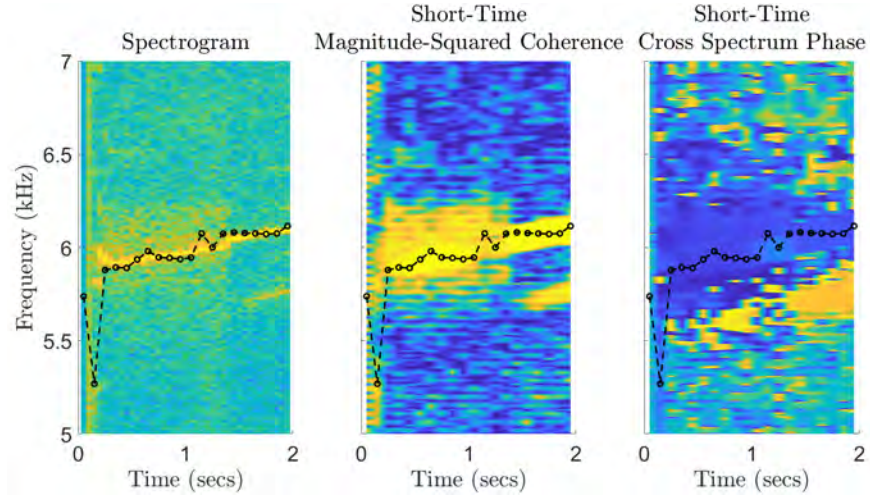 Spectrogram
Short-Time
Magnitude-Squared Coherence
Short-Time
Cross Spectrum Phase
Frequency (kHz)
7
6.5
6
5.5
5
0 1 2
0 1 2
0 1 2
Time (secs)
Time (secs)
Time (secs)